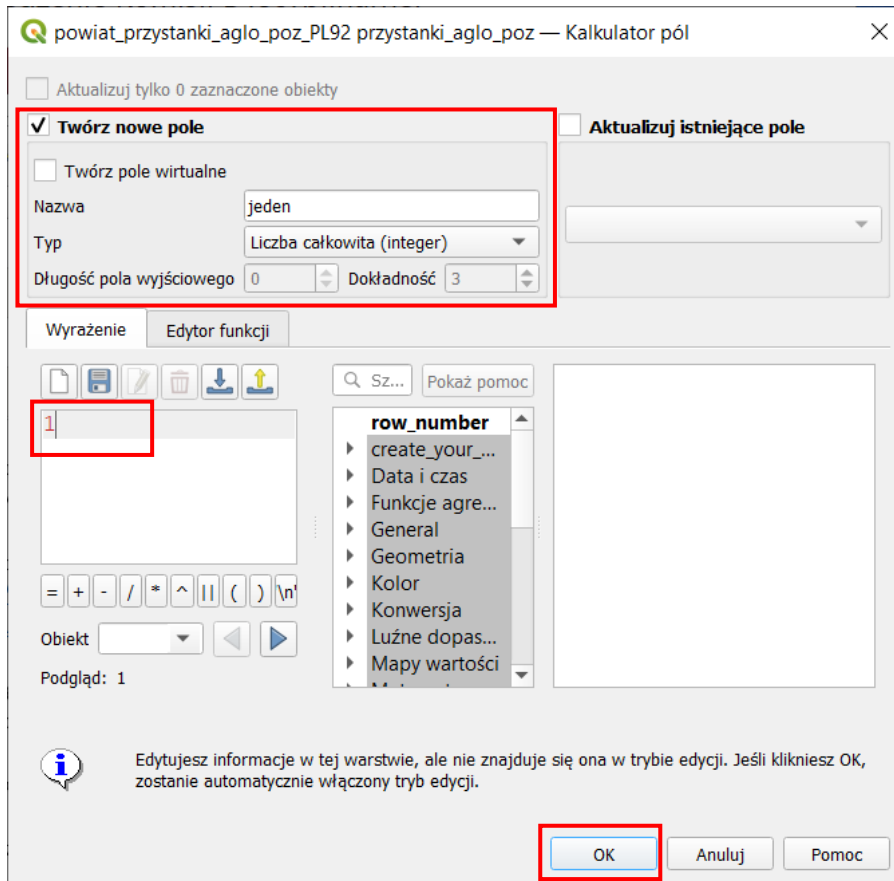 powiat_przystanki_aglo_poz_PL92 przystanki_aglo_poz — Kalkulator pól
Aktualizuj tylko 0 zaznaczone obiekty
Twórz nowe pole
Aktualizuj istniejące pole
Twórz pole wirtualne
Nazwa jeden
Typ Liczba całkowita (integer)
Długość pola wyjściowego 0 Dokładność 3
Wyrażenie Edytor funkcji
Sz... Pokaż pomoc
1
row_number
create_your_...
Data i czas
Funkcje agre...
General
Geometria
Kolor
Konwersja
Luźne dopas...
Mapy wartości
= + - / * ^ || ( ) \n'
Obiekt
Podgląd: 1
Edytujesz informacje w tej warstwie, ale nie znajduje się ona w trybie edycji. Jeśli klikniesz OK,
zostanie automatycznie włączony tryb edycji.
OK Anuluj Pomoc